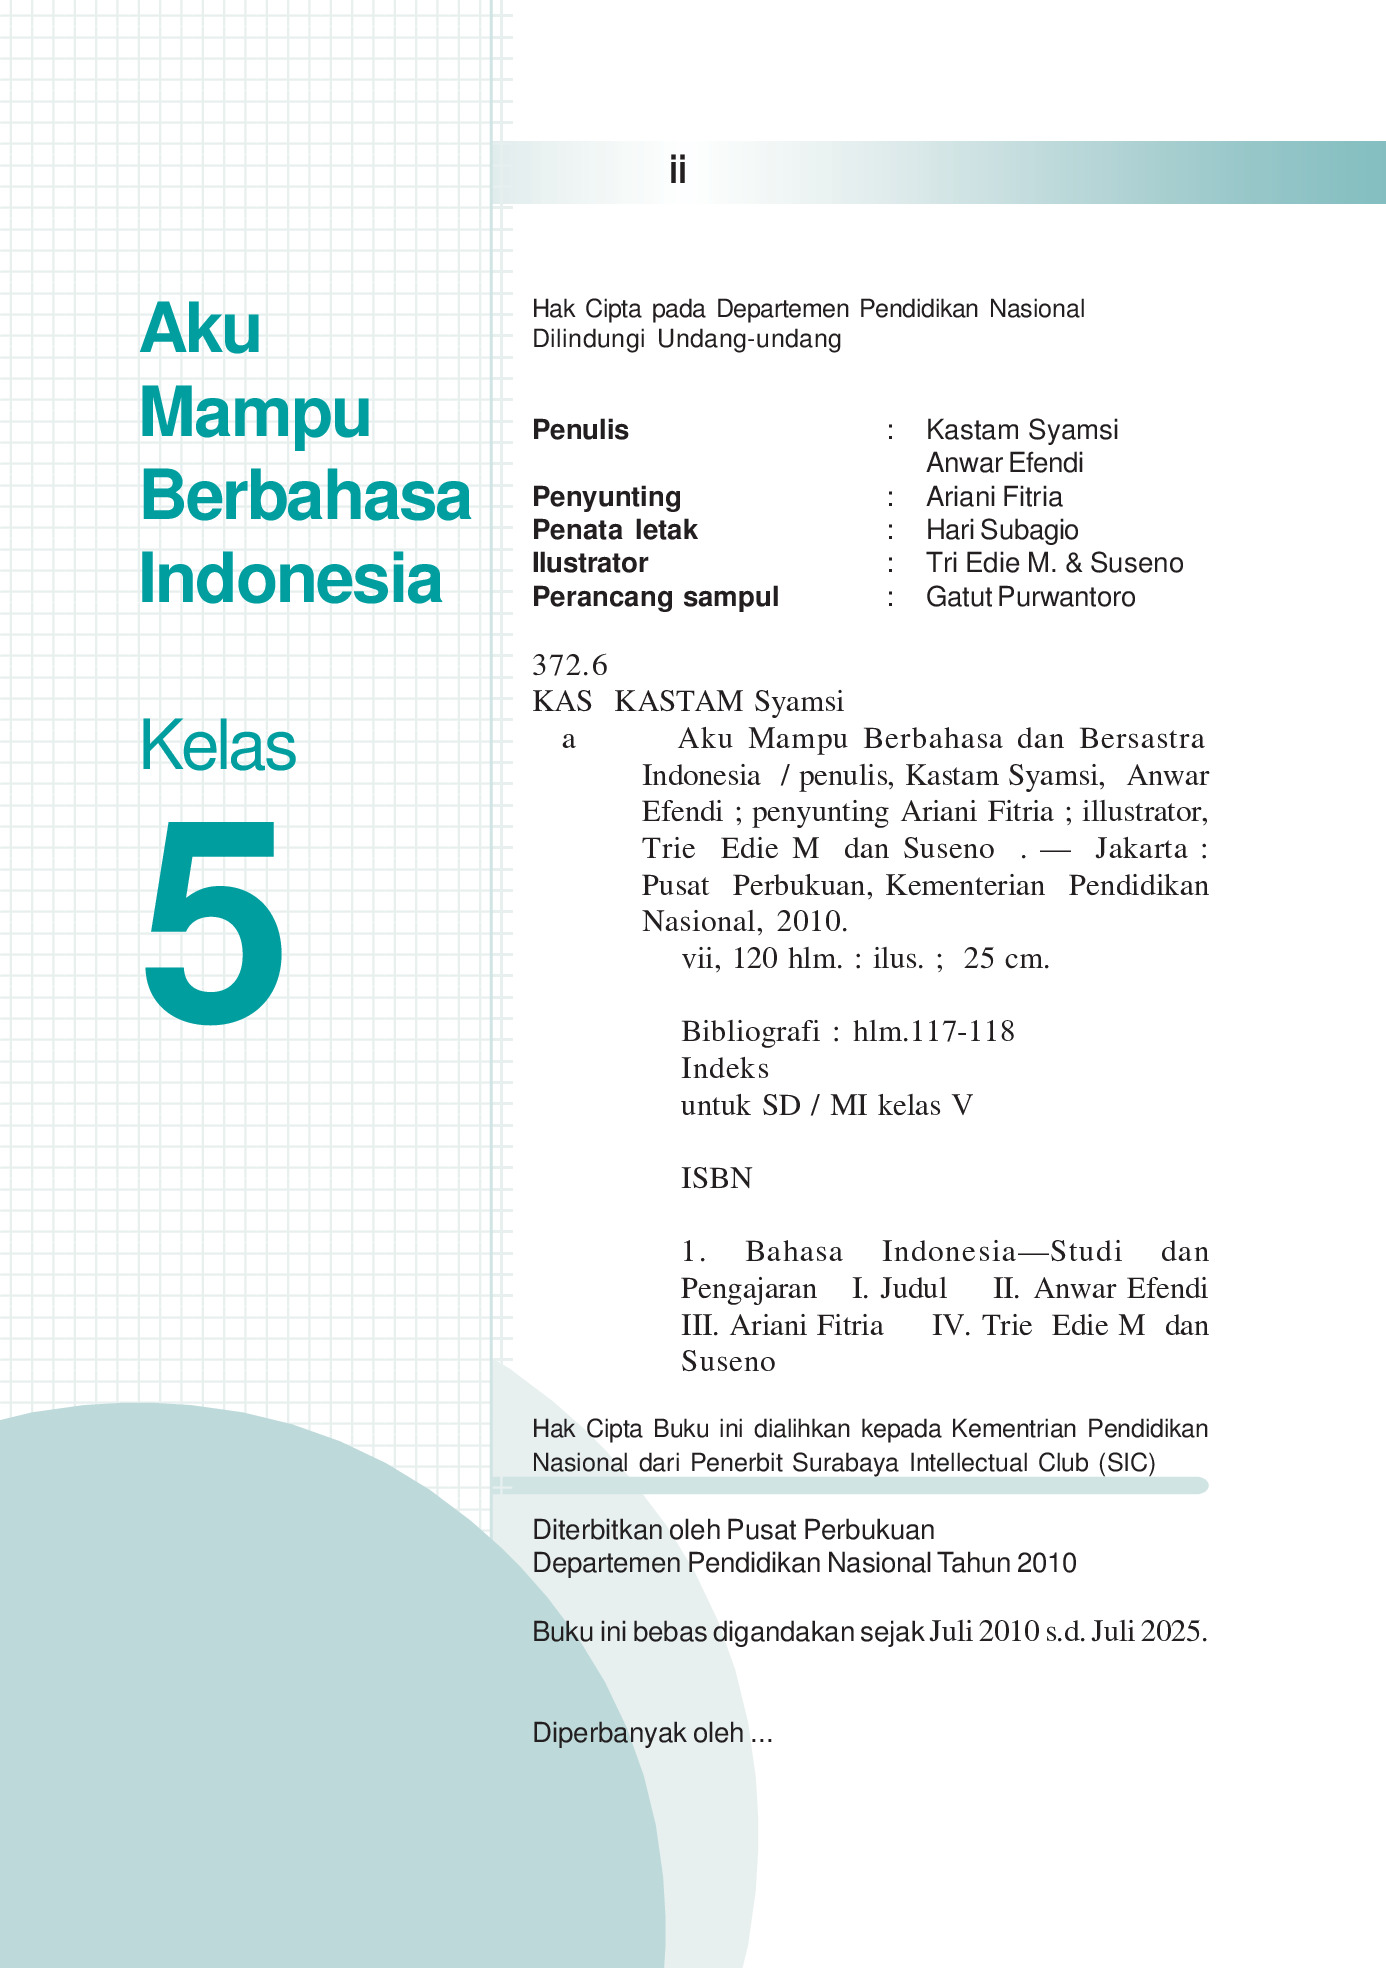 ii
Aku
Mampu
Berbahasa
Indonesia
Kelas
5
Hak Cipta pada Departemen Pendidikan Nasional
Dilindungi Undang-undang
Penulis : Kastam Syamsi
Anwar Efendi
Penyunting : Ariani Fitria
Penata letak : Hari Subagio
Ilustrator : Tri Edie M. & Suseno
Perancang sampul : Gatut Purwantoro
372.6
KAS KASTAM Syamsi
a Aku Mampu Berbahasa dan Bersastra
Indonesia / penulis, Kastam Syamsi, Anwar
Efendi ; penyunting Ariani Fitria ; illustrator,
Trie Edie M dan Suseno . — Jakarta :
Pusat Perbukuan, Kementerian Pendidikan
Nasional, 2010.
vii, 120 hlm. : ilus. ; 25 cm.
Bibliografi : hlm.117-118
Indeks
untuk SD / MI kelas V
ISBN
1. Bahasa Indonesia—Studi dan
Pengajaran I. Judul II. Anwar Efendi
III. Ariani Fitria IV. Trie Edie M dan
Suseno
Hak Cipta Buku ini dialihkan kepada Kementrian Pendidikan
Nasional dari Penerbit Surabaya Intellectual Club (SIC)
Diterbitkan oleh Pusat Perbukuan
Departemen Pendidikan Nasional Tahun 2010
Buku ini bebas digandakan sejak Juli 2010 s.d. Juli 2025.
Diperbanyak oleh ...